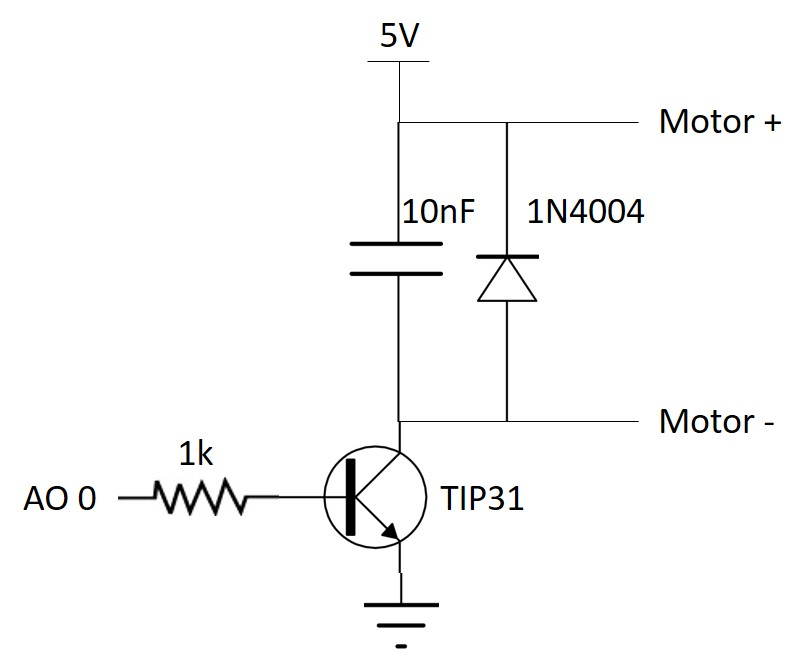 5V
Motor +
10nF
1N4004
Motor -
1k
AO 0
TIP31